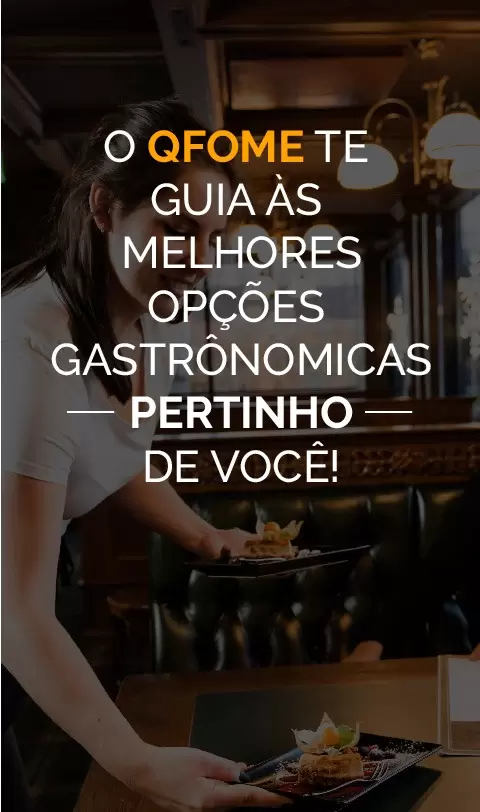 O QFOME TE
GUIA ÀS
MELHORES
OPÇÕES
GASTRÔNOMICAS
PERTINHO
DE VOCÊ!